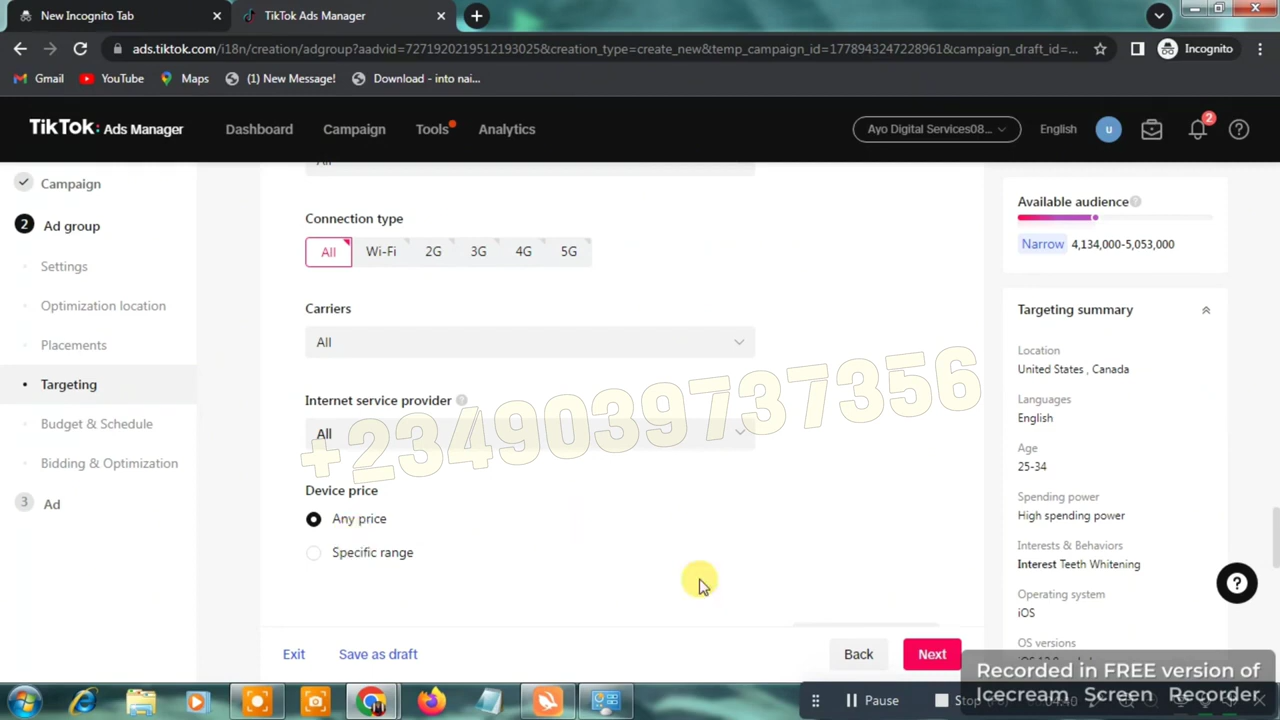 New Incognito Tab
TikTok Ads Manager
ads.tiktok.com/i18n/creation/adgroup?aadvid=7271920219512193025&creation_type=create_new&temp_campaign_id=1778943247228961&campaign_draft_id=...
Incognito
Gmail
YouTube
Maps
(1) New Message!
Download - into nai...
TikTok: Ads Manager
Dashboard
Campaign
Tools
Analytics
Ayo Digital Services08...
English
u
2
Campaign
2 Ad group
Settings
Optimization location
Placements
Targeting
Budget & Schedule
Bidding & Optimization
3 Ad
Connection type
All Wi-Fi 2G 3G 4G 5G
Carriers
All
Internet service provider
All
+2349039737356
Device price
Any price
Specific range
Exit
Save as draft
Back
Next
Available audience
Narrow 4,134,000-5,053,000
Targeting summary
Location
United States , Canada
Languages
English
Age
25-34
Spending power
High spending power
Interests & Behaviors
Interest Teeth Whitening
Operating system
iOS
OS versions
Recorded in FREE version of
Icecream Screen Recorder
Pause